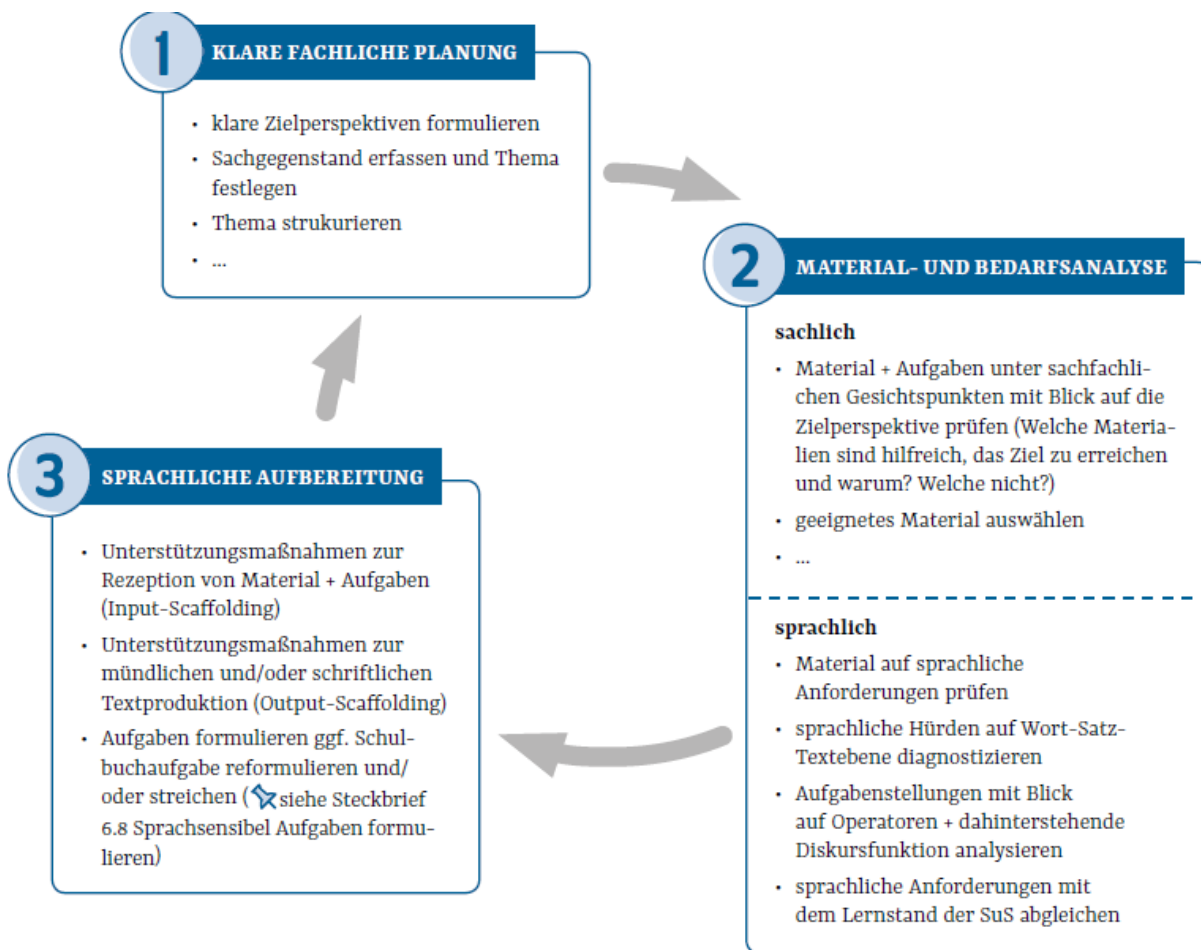 1
KLARE FACHLICHE PLANUNG
• klare Zielperspektiven formulieren
• Sachgegenstand erfassen und Thema
festlegen
• Thema strukurieren
• ...
2
MATERIAL- UND BEDARFSANALYSE
sachlich
• Material + Aufgaben unter sachfachli-
chen Gesichtspunkten mit Blick auf die
Zielperspektive prüfen (Welche Materia-
lien sind hilfreich, das Ziel zu erreichen
und warum? Welche nicht?)
• geeignetes Material auswählen
• ...
sprachlich
• Material auf sprachliche
Anforderungen prüfen
• sprachliche Hürden auf Wort-Satz-
Textebene diagnostizieren
• Aufgabenstellungen mit Blick
auf Operatoren + dahinterstehende
Diskursfunktion analysieren
• sprachliche Anforderungen mit
dem Lernstand der SuS abgleichen
3
SPRACHLICHE AUFBEREITUNG
• Unterstützungsmaßnahmen zur
Rezeption von Material + Aufgaben
(Input-Scaffolding)
• Unterstützungsmaßnahmen zur
mündlichen und/oder schriftlichen
Textproduktion (Output-Scaffolding)
• Aufgaben formulieren ggf. Schul-
buchaufgabe reformulieren und/
oder streichen ( siehe Steckbrief
6.8 Sprachsensibel Aufgaben formu-
lieren)